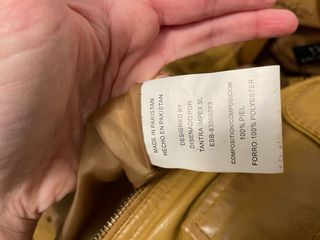 MADE IN PAKISTAN
HECHO EN PAKISTAN
DESIGNED BY
DISENADO POR
TANTRA IMPEX SL
COMPOSITION/COMPOSICION
100% PIEL
FORRO: 100% POLYESTER